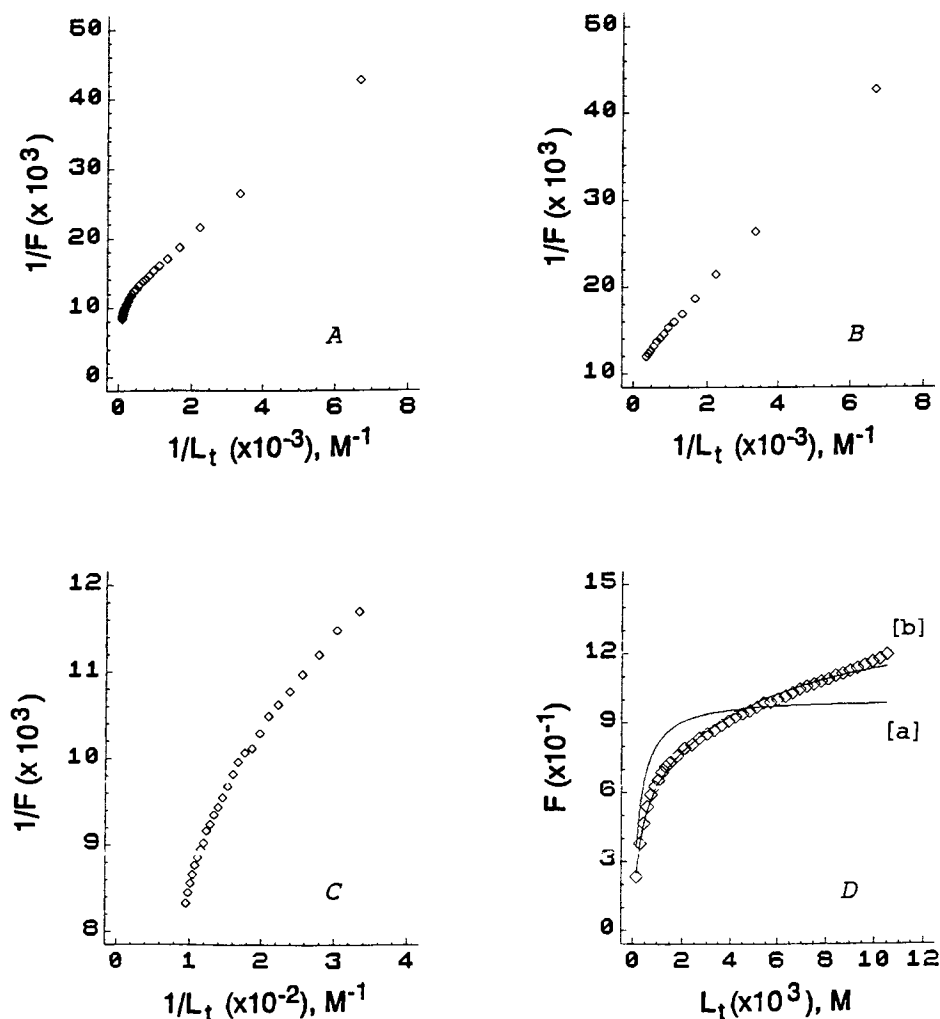 50
40
30
20
10
0
1/F (x 10³)
A
0 2 4 6 8
1/Lₜ (x10⁻³), M⁻¹
50
40
30
20
10
1/F (x 10³)
B
0 2 4 6 8
1/Lₜ (x10⁻³), M⁻¹
12
11
10
9
8
1/F (x 10³)
C
0 1 2 3 4
1/Lₜ (x10⁻²), M⁻¹
15
12
9
6
3
0
F (x10⁻¹)
[b]
[a]
D
0 2 4 6 8 10 12
Lₜ (x10³), M